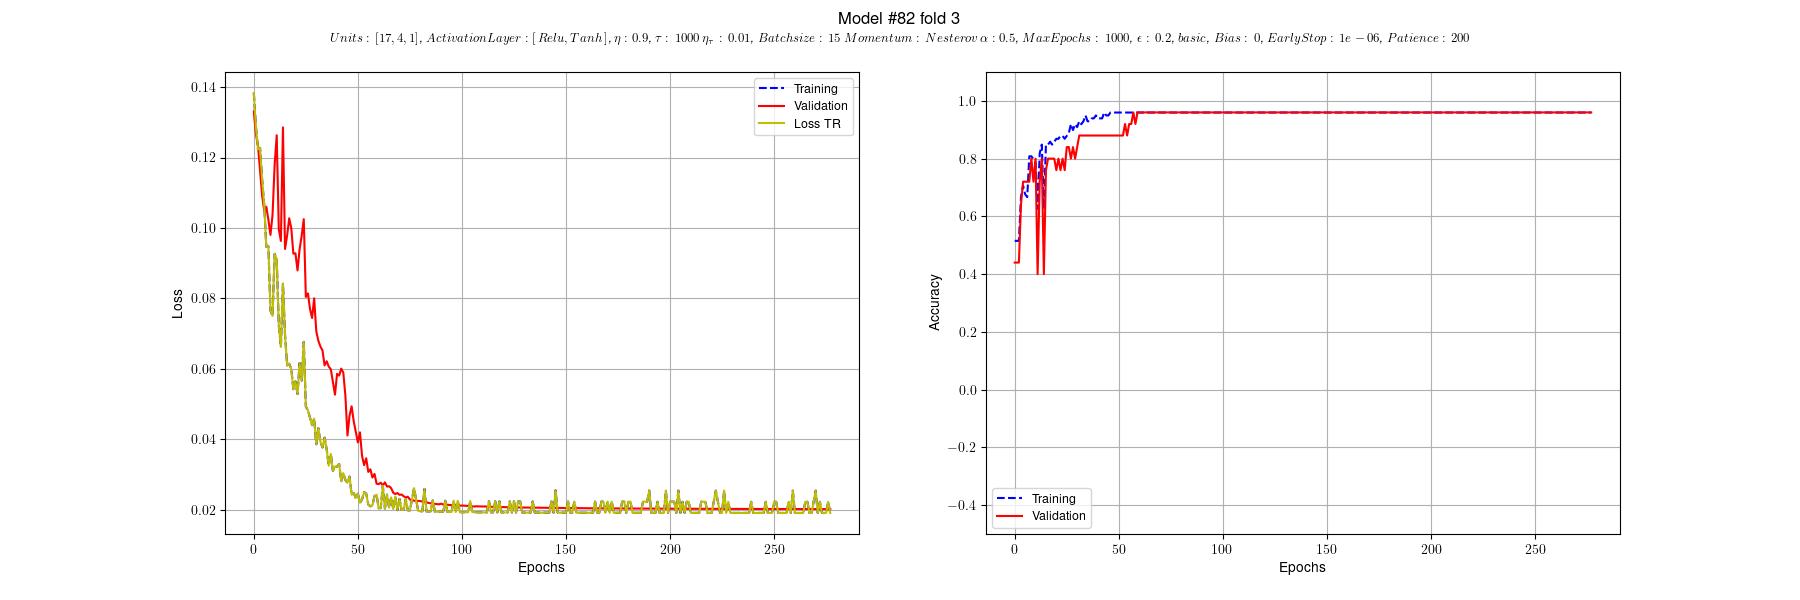 Model #82 fold 3
Units : [17, 4, 1], ActivationLayer : [Relu, Tanh], η : 0.9, τ : 1000 ητ : 0.01, Batchsize : 15 Momentum : Nesterov α : 0.5, MaxEpochs : 1000, ϵ : 0.2, basic, Bias : 0, EarlyStop : 1e − 06, Patience : 200
0.14
0.12
0.10
0.08
0.06
0.04
0.02
Loss
0 50 100 150 200 250
Epochs
Training
Validation
Loss TR
1.0
0.8
0.6
0.4
0.2
0.0
−0.2
−0.4
Accuracy
Training
Validation
0 50 100 150 200 250
Epochs